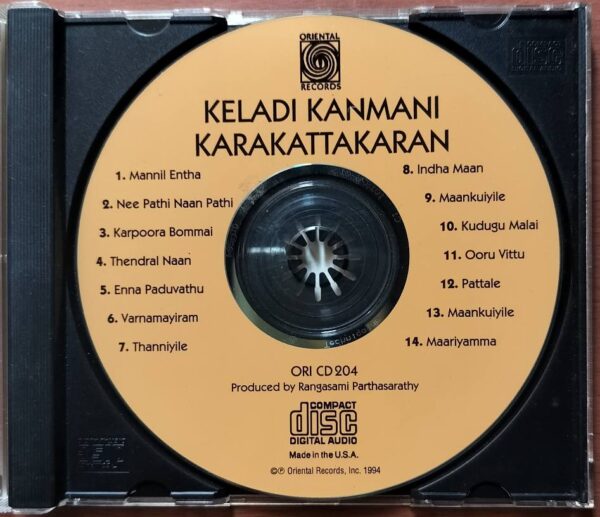 ORIENTAL
RECORDS
KELADI KANMANI
KARAKATTAKARAN
1. Mannil Entha
2. Nee Pathi Naan Pathi
3. Karpoora Bommai
4. Thendral Naan
5. Enna Paduvathu
6. Varnamayiram
7. Thanniyile
8. Indha Maan
9. Maankuiyile
10. Kudugu Malai
11. Ooru Vittu
12. Pattale
13. Maankuiyile
14. Maariyamma
ORI CD 204
Produced by Rangasami Parthasarathy
COMPACT
disc
DIGITAL AUDIO
Made in the U.S.A.
©℗ Oriental Records, Inc. 1994